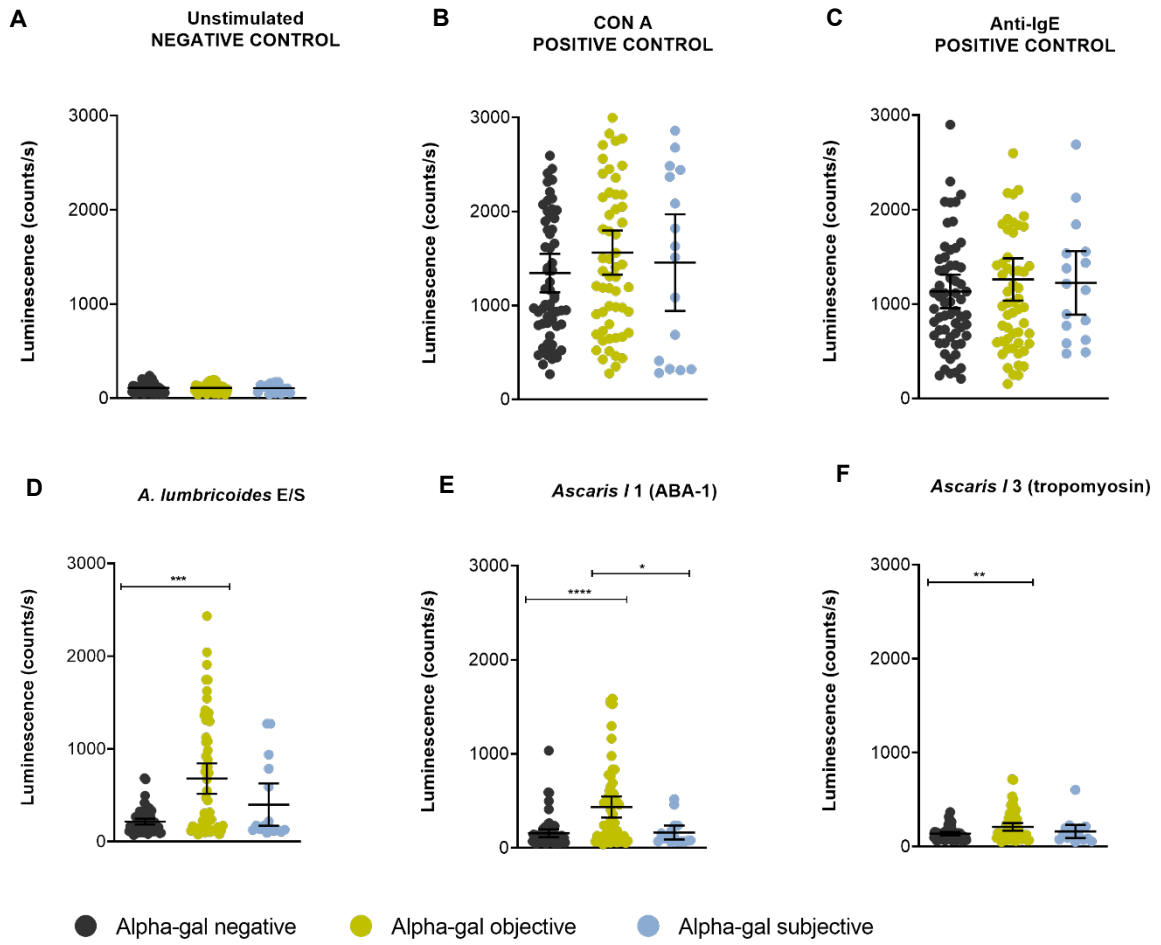 A
Unstimulated
NEGATIVE CONTROL
Luminescence (counts/s)
3000
2000
1000
0
B
CON A
POSITIVE CONTROL
Luminescence (counts/s)
3000
2000
1000
0
C
Anti-IgE
POSITIVE CONTROL
Luminescence (counts/s)
3000
2000
1000
0
D
A. lumbricoides E/S
Luminescence (counts/s)
3000
2000
1000
0
***
E
Ascaris l 1 (ABA-1)
Luminescence (counts/s)
3000
2000
1000
0
*
****
F
Ascaris l 3 (tropomyosin)
Luminescence (counts/s)
3000
2000
1000
0
**
Alpha-gal negative
Alpha-gal objective
Alpha-gal subjective